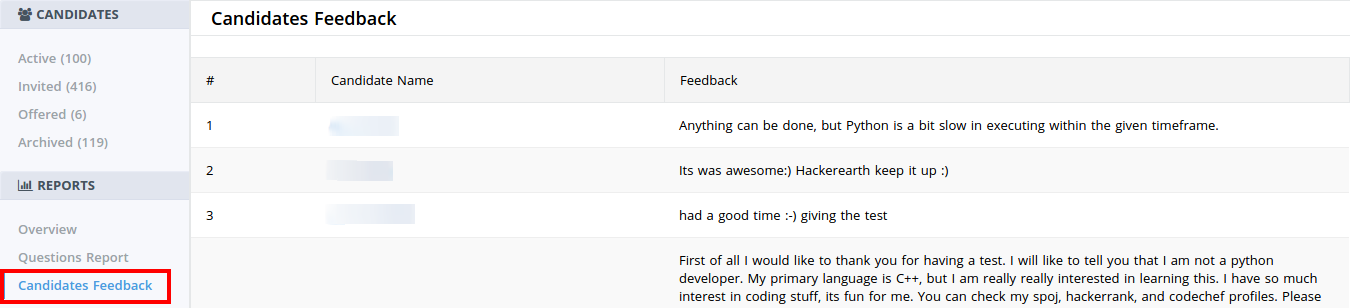 CANDIDATES
Active (100)
Invited (416)
Offered (6)
Archived (119)
REPORTS
Overview
Questions Report
Candidates Feedback
Candidates Feedback
# Candidate Name Feedback
1 Anything can be done, but Python is a bit slow in executing within the given timeframe.
2 Its was awesome:) Hackerearth keep it up :)
3 had a good time :-) giving the test
First of all I would like to thank you for having a test. I will like to tell you that I am not a python
developer. My primary language is C++, but I am really really interested in learning this. I have so much
interest in coding stuff, its fun for me. You can check my spoj, hackerrank, and codechef profiles. Please